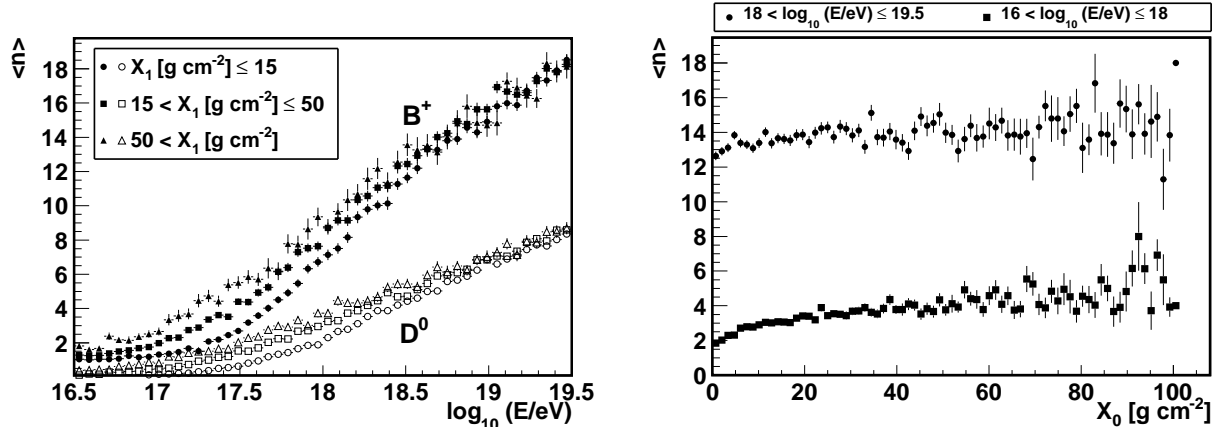 <n>
18
16
14
12
10
8
6
4
2
X₁ [g cm⁻²] ≤ 15
15 < X₁ [g cm⁻²] ≤ 50
50 < X₁ [g cm⁻²]
B⁺
D⁰
16.5 17 17.5 18 18.5 19 19.5
log₁₀ (E/eV)
18 < log₁₀ (E/eV) ≤ 19.5 16 < log₁₀ (E/eV) ≤ 18
<n>
18
16
14
12
10
8
6
4
2
0
0 20 40 60 80 100
X₀ [g cm⁻²]